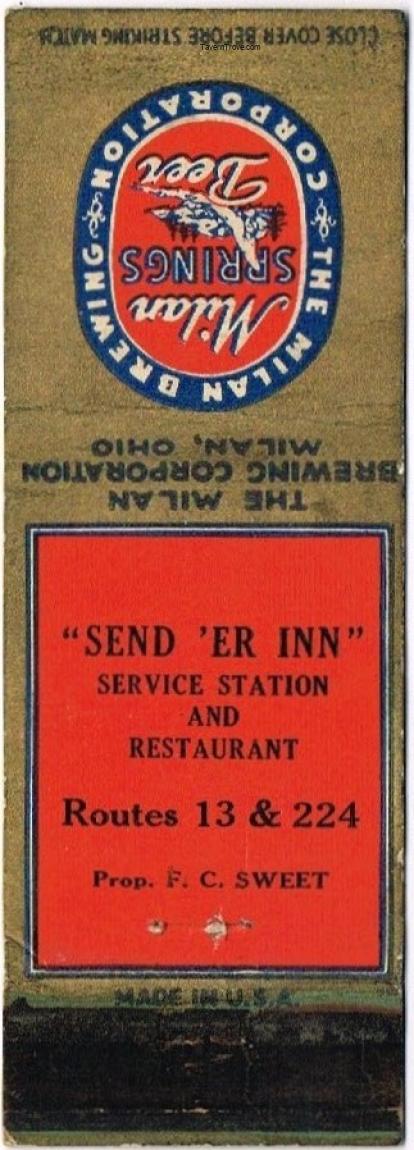 CLOSE COVER BEFORE STRIKING MATCH
TavernTrove.com
THE MILAN BREWING CORPORATION
Milan
SPRINGS
Beer
THE MILAN
BREWING CORPORATION
MILAN, OHIO
“SEND ’ER INN”
SERVICE STATION
AND
RESTAURANT
Routes 13 & 224
Prop. F. C. SWEET
MADE IN U.S.A.